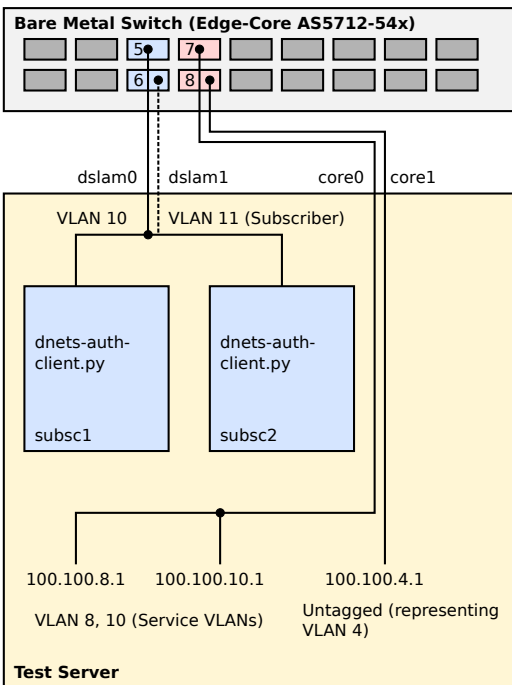 Bare Metal Switch (Edge-Core AS5712-54x)
5 7
6 8
dslam0 dslam1 core0 core1
VLAN 10 VLAN 11 (Subscriber)
dnets-auth-
client.py
subsc1
dnets-auth-
client.py
subsc2
100.100.8.1 100.100.10.1 100.100.4.1
VLAN 8, 10 (Service VLANs)
Untagged (representing
VLAN 4)
Test Server